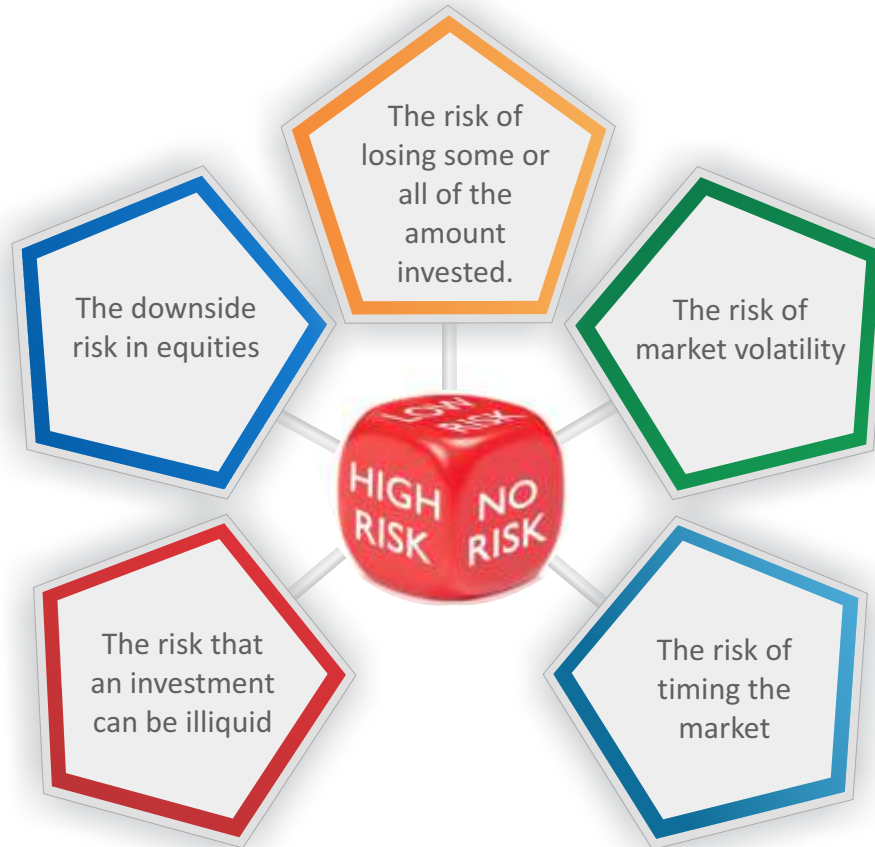 The risk of
losing some or
all of the
amount
invested.
The downside
risk in equities
The risk of
market volatility
LOW
RISK
HIGH
RISK
NO
RISK
The risk that
an investment
can be illiquid
The risk of
timing the
market